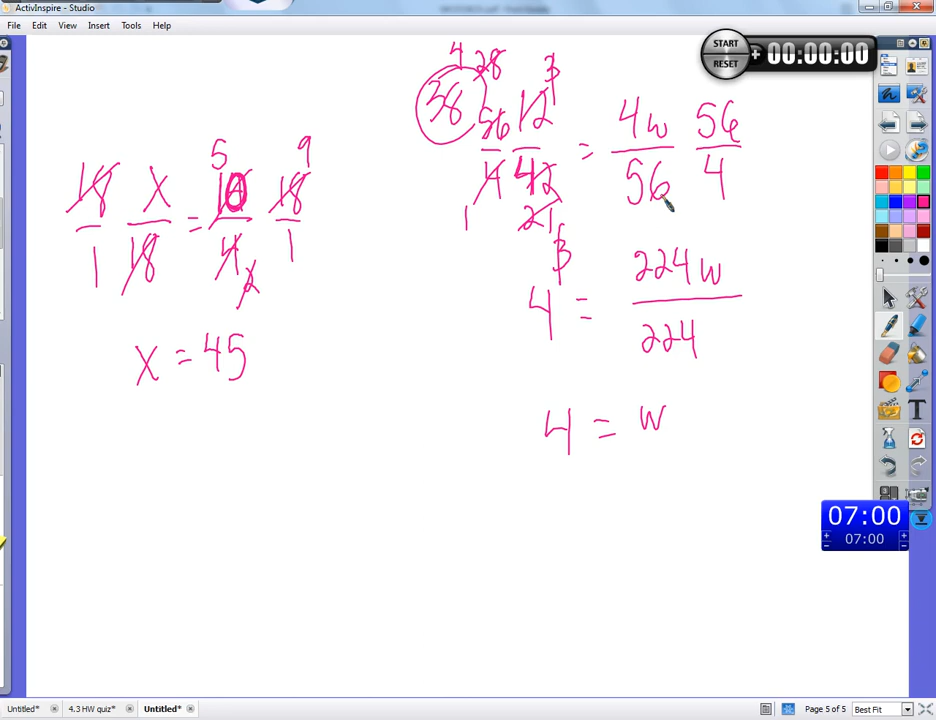 ActivInspire - Studio
File Edit View Insert Tools Help
START
RESET
00:00:00
4 28 3
38 56 12 = 4w 56
4 42 56 4
1 21
3
5 9
18 x = 10 18
1 18 4 1
2
4 = 224w
224
x = 45
4 = w
07:00
07:00
Untitled* 4.3 HW quiz* Untitled* Page 5 of 5 Best Fit